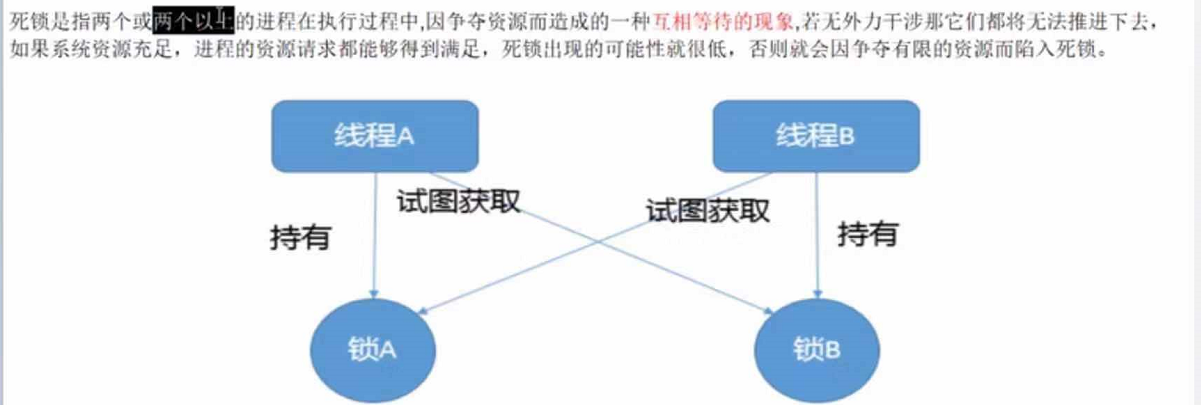 死锁是指两个或两个以上的进程在执行过程中,因争夺资源而造成的一种互相等待的现象,若无外力干涉那它们都将无法推进下去，
如果系统资源充足，进程的资源请求都能够得到满足，死锁出现的可能性就很低，否则就会因争夺有限的资源而陷入死锁。
线程A
线程B
试图获取
试图获取
持有
持有
锁A
锁B